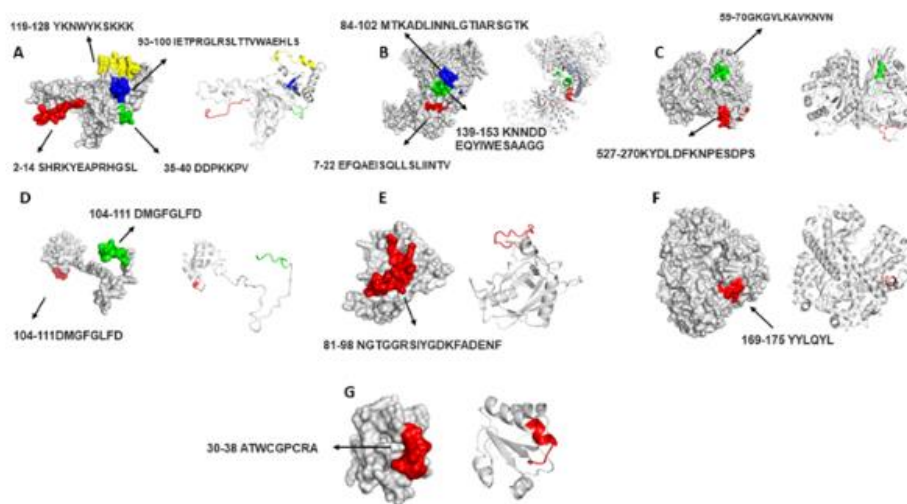 119-128 YKNWYKSKKK
93-100 IETPRGLRSLTTVWAEHLS
A
2-14 SHRKYEAPRHGSL
35-40 DDPKKPV
84-102 MTKADLINNLGTIARSGTK
B
139-153 KNNDD
EQYIWESAAGG
7-22 EFQAEISQLLSLIINTV
59-70GKGVLKAVKNVN
C
527-270KYDLDFKNPESDPS
D
104-111 DMGFGLFD
104-111DMGFGLFD
E
81-98 NGTGGRSIYGDKFADENF
F
169-175 YYLQYL
G
30-38 ATWCGPCRA